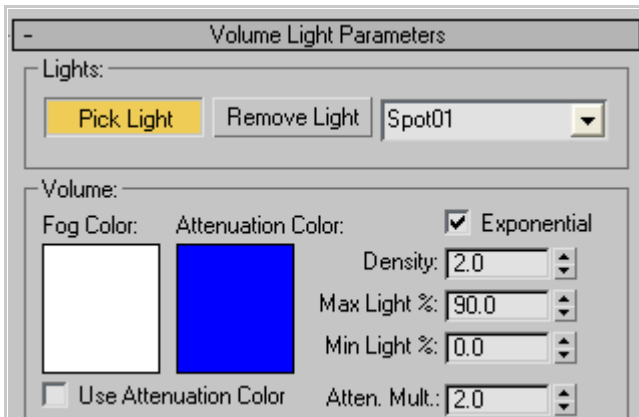 - Volume Light Parameters
Lights:
Pick Light Remove Light Spot01
Volume:
Fog Color: Attenuation Color: Exponential
Density: 2.0
Max Light %: 90.0
Min Light %: 0.0
Use Attenuation Color Atten. Mult.: 2.0